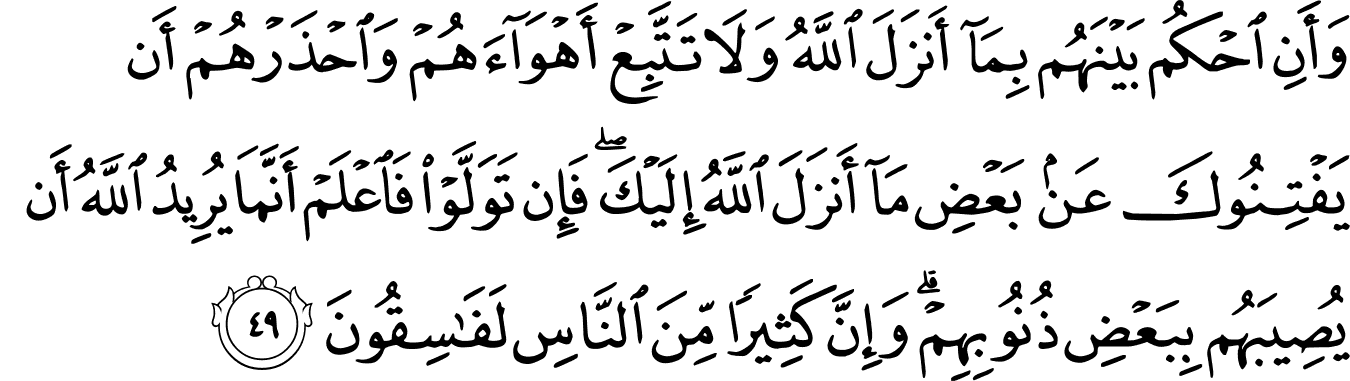 وَأَنِ ٱحْكُم بَيْنَهُم بِمَآ أَنزَلَ ٱللَّهُ وَلَا تَتَّبِعْ أَهْوَآءَهُمْ وَٱحْذَرْهُمْ أَن
يَفْتِنُوكَ عَنۢ بَعْضِ مَآ أَنزَلَ ٱللَّهُ إِلَيْكَ ۖ فَإِن تَوَلَّوْا۟ فَٱعْلَمْ أَنَّمَا يُرِيدُ ٱللَّهُ أَن
يُصِيبَهُم بِبَعْضِ ذُنُوبِهِمْ ۗ وَإِنَّ كَثِيرًا مِّنَ ٱلنَّاسِ لَفَـٰسِقُونَ ٤٩